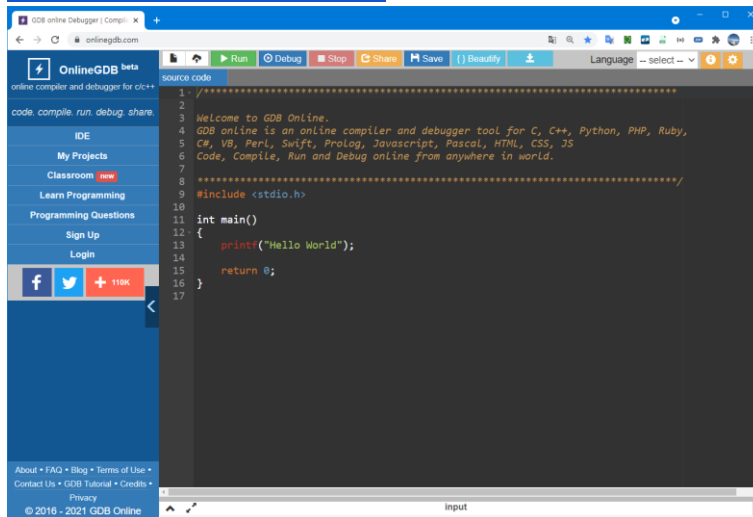 GDB online Debugger | Compil
onlinegdb.com
OnlineGDB beta
online compiler and debugger for c/c++
code. compile. run. debug. share.
IDE
My Projects
Classroom new
Learn Programming
Programming Questions
Sign Up
Login
110K
About • FAQ • Blog • Terms of Use •
Contact Us • GDB Tutorial • Credits •
Privacy
© 2016 - 2021 GDB Online
Run Debug Stop Share Save {} Beautify
Language -- select --
source code
1 /******************************************************************************
2
3 Welcome to GDB Online.
4 GDB online is an online compiler and debugger tool for C, C++, Python, PHP, Ruby,
5 C#, VB, Perl, Swift, Prolog, Javascript, Pascal, HTML, CSS, JS
6 Code, Compile, Run and Debug online from anywhere in world.
7
8 *******************************************************************************/
9 #include <stdio.h>
10
11 int main()
12 {
13 printf("Hello World");
14
15 return 0;
16 }
17
input